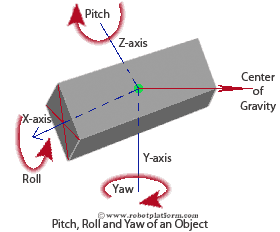 Pitch
Z-axis
Center
of
Gravity
X-axis
Y-axis
Roll
Yaw
© www.robotplatform.com
Pitch, Roll and Yaw of an Object